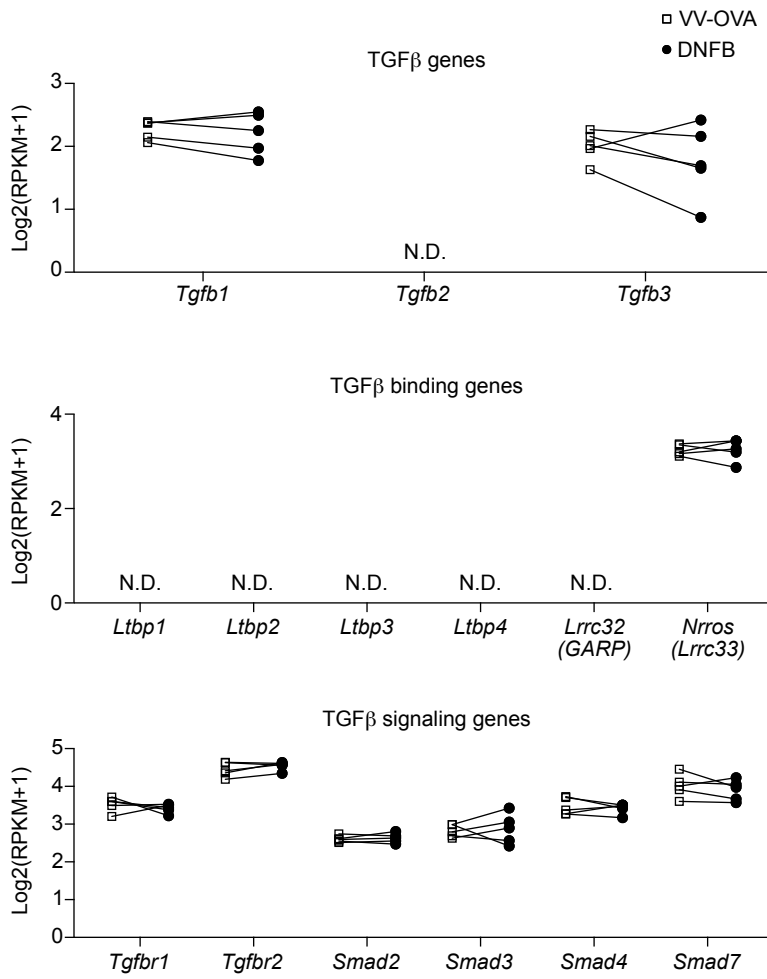 □ VV-OVA
● DNFB
TGFβ genes
Log2(RPKM+1)
3
2
1
0
N.D.
Tgfb1 Tgfb2 Tgfb3
TGFβ binding genes
Log2(RPKM+1)
4
2
0
N.D. N.D. N.D. N.D. N.D.
Ltbp1 Ltbp2 Ltbp3 Ltbp4 Lrrc32 Nrros
(GARP) (Lrrc33)
TGFβ signaling genes
Log2(RPKM+1)
5
4
3
2
1
0
Tgfbr1 Tgfbr2 Smad2 Smad3 Smad4 Smad7